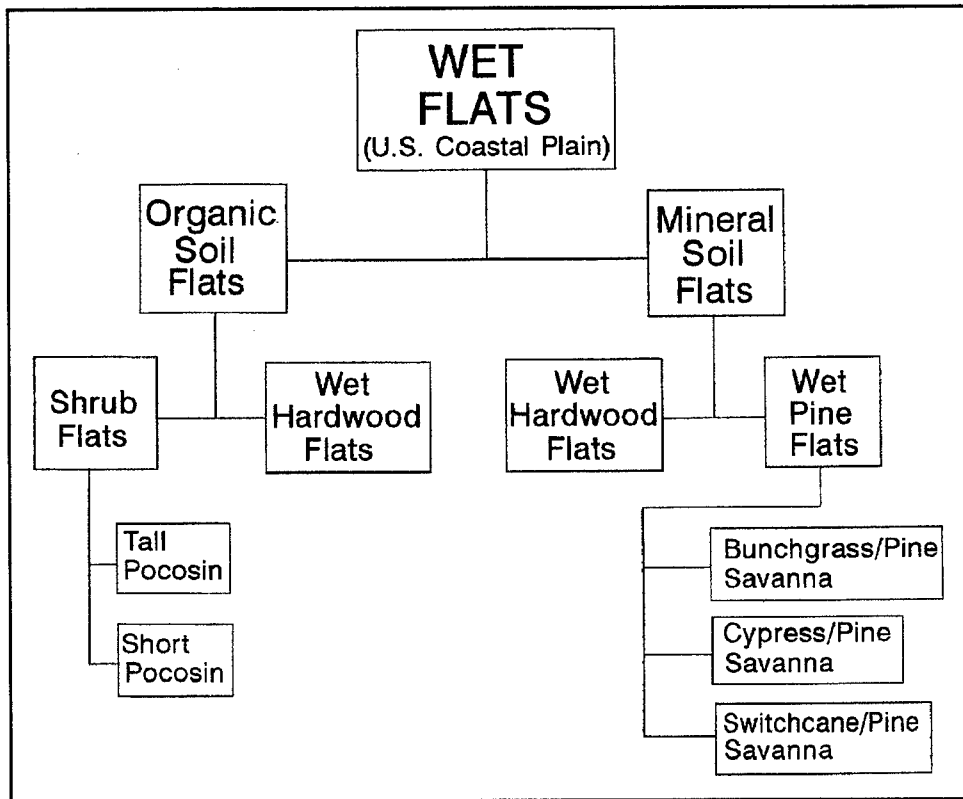 WET
FLATS
(U.S. Coastal Plain)
Organic
Soil
Flats
Mineral
Soil
Flats
Shrub
Flats
Wet
Hardwood
Flats
Wet
Hardwood
Flats
Wet
Pine
Flats
Tall
Pocosin
Short
Pocosin
Bunchgrass/Pine
Savanna
Cypress/Pine
Savanna
Switchcane/Pine
Savanna